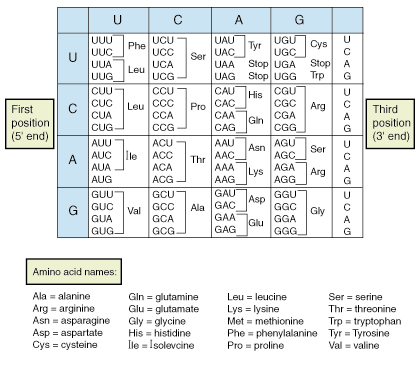 U C A G
UUU UCU UAU UGU U
Phe Tyr Cys
UUC UCC UAC UGC C
U Ser
UUA UCA UAA Stop UGA Stop A
Leu
UUG UCG UAG Stop UGG Trp G
CUU CCU CAU CGU U
His
CUC CCC CAC CGC C
First position (5' end) C Leu Pro Arg Third position (3' end)
CUA CCA CAA CGA A
Gln
CUG CCG CAG CGG G
AUU ACU AAU AGU U
Asn Ser
AUC Ile ACC AAC AGC C
A Thr
AUA ACA AAA AGA A
Lys Arg
AUG ACG AAG AGG G
GUU GCU GAU GGU U
Asp
GUC GCC GAC GGC C
G Val Ala Gly
GUA GCA GAA GGA A
Glu
GUG GCG GAG GGG G
Amino acid names:
Ala = alanine Gln = glutamine Leu = leucine Ser = serine
Arg = arginine Glu = glutamate Lys = lysine Thr = threonine
Asn = asparagine Gly = glycine Met = methionine Trp = tryptophan
Asp = aspartate His = histidine Phe = phenylalanine Tyr = Tyrosine
Cys = cysteine Ile = Isolevcine Pro = proline Val = valine